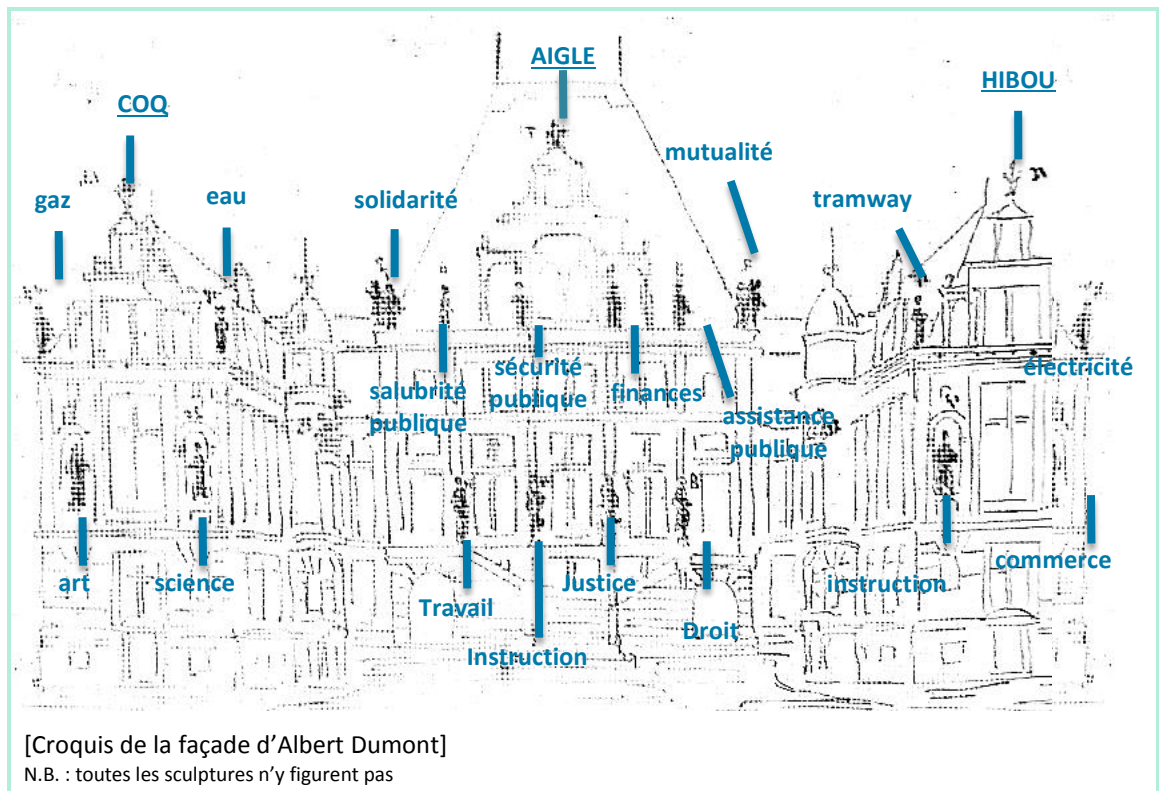 AIGLE
COQ
HIBOU
mutualité
gaz
eau
solidarité
tramway
salubrité
publique
sécurité
publique
finances
assistance
publique
électricité
art
science
Travail
Instruction
Justice
Droit
instruction
commerce
[Croquis de la façade d’Albert Dumont]
N.B. : toutes les sculptures n’y figurent pas